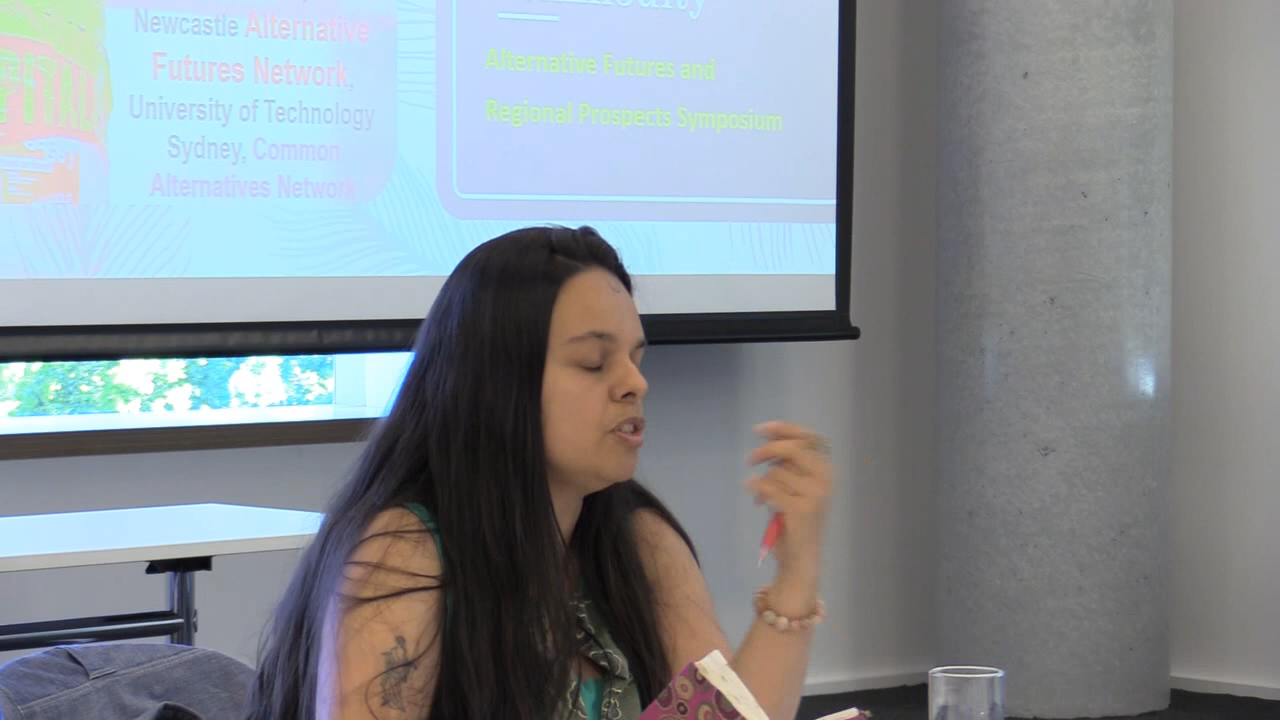 Newcastle Alternative
Futures Network,
University of Technology
Sydney, Common
Alternatives Network
Alternative Futures and
Regional Prospects Symposium